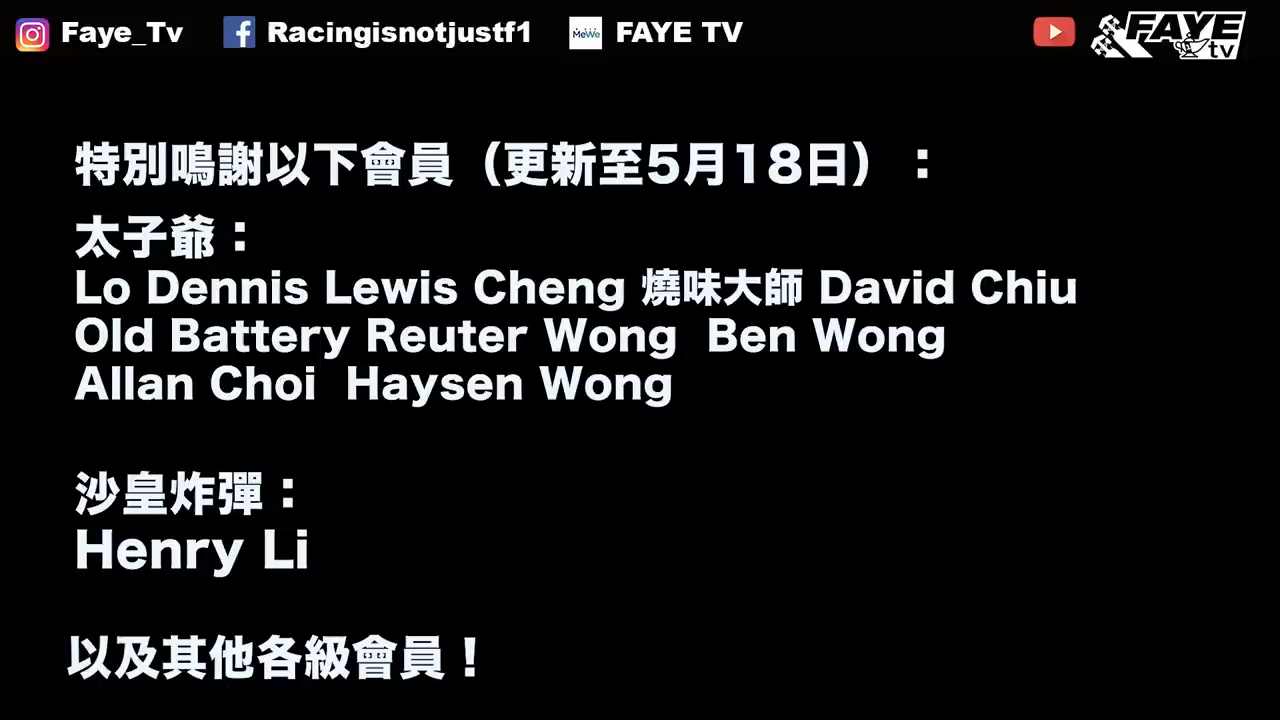 Faye_Tv Racingisnotjustf1 MeWe FAYE TV FAYE tv
特別鳴謝以下會員（更新至5月18日）：
太子爺：
Lo Dennis Lewis Cheng 燒味大師 David Chiu
Old Battery Reuter Wong Ben Wong
Allan Choi Haysen Wong
沙皇炸彈：
Henry Li
以及其他各級會員！